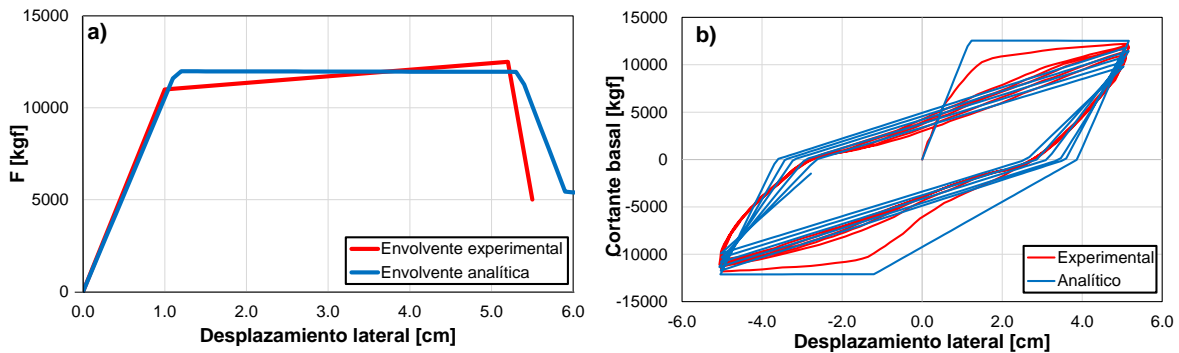 a)
15000
10000
5000
0
F [kgf]
0.0 1.0 2.0 3.0 4.0 5.0 6.0
Desplazamiento lateral [cm]
Envolvente experimental
Envolvente analítica
b)
15000
10000
5000
0
-5000
-10000
-15000
Cortante basal [kgf]
-6.0 -4.0 -2.0 0.0 2.0 4.0 6.0
Desplazamiento lateral [cm]
Experimental
Analítico